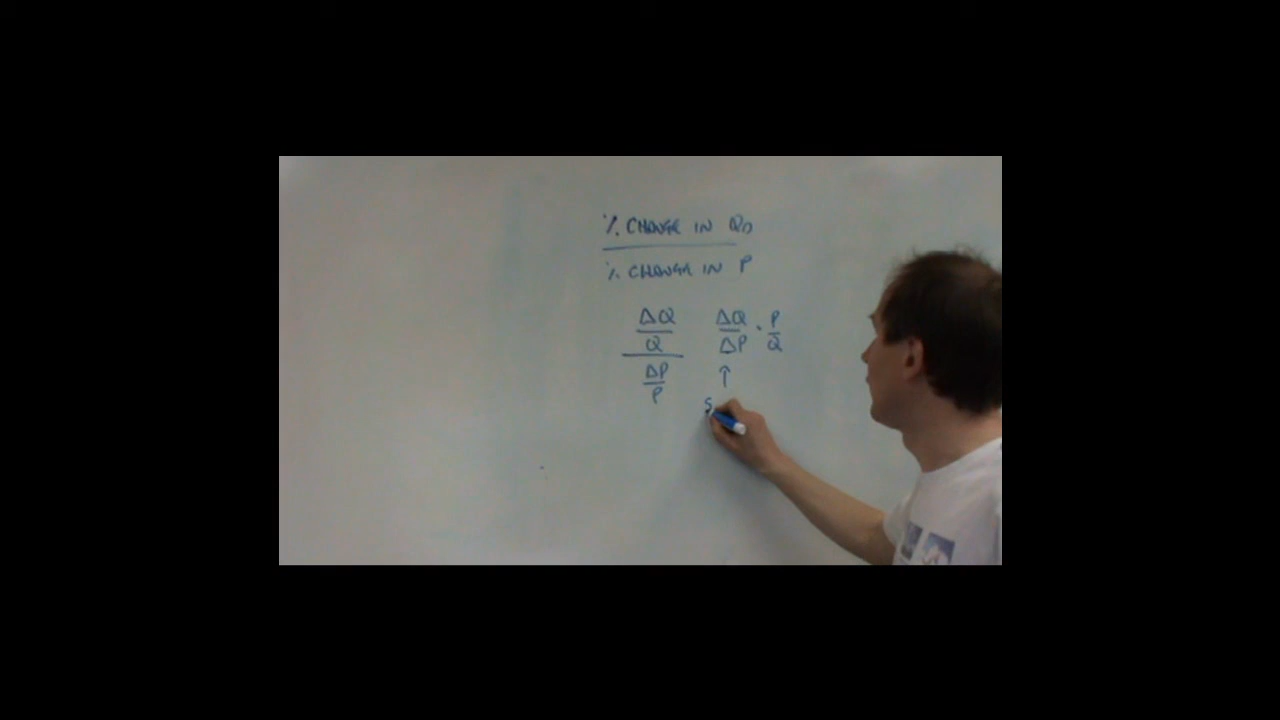 % CHANGE IN QD
% CHANGE IN P
ΔQ ΔQ · P
Q ΔP Q
ΔP ↑
P
S